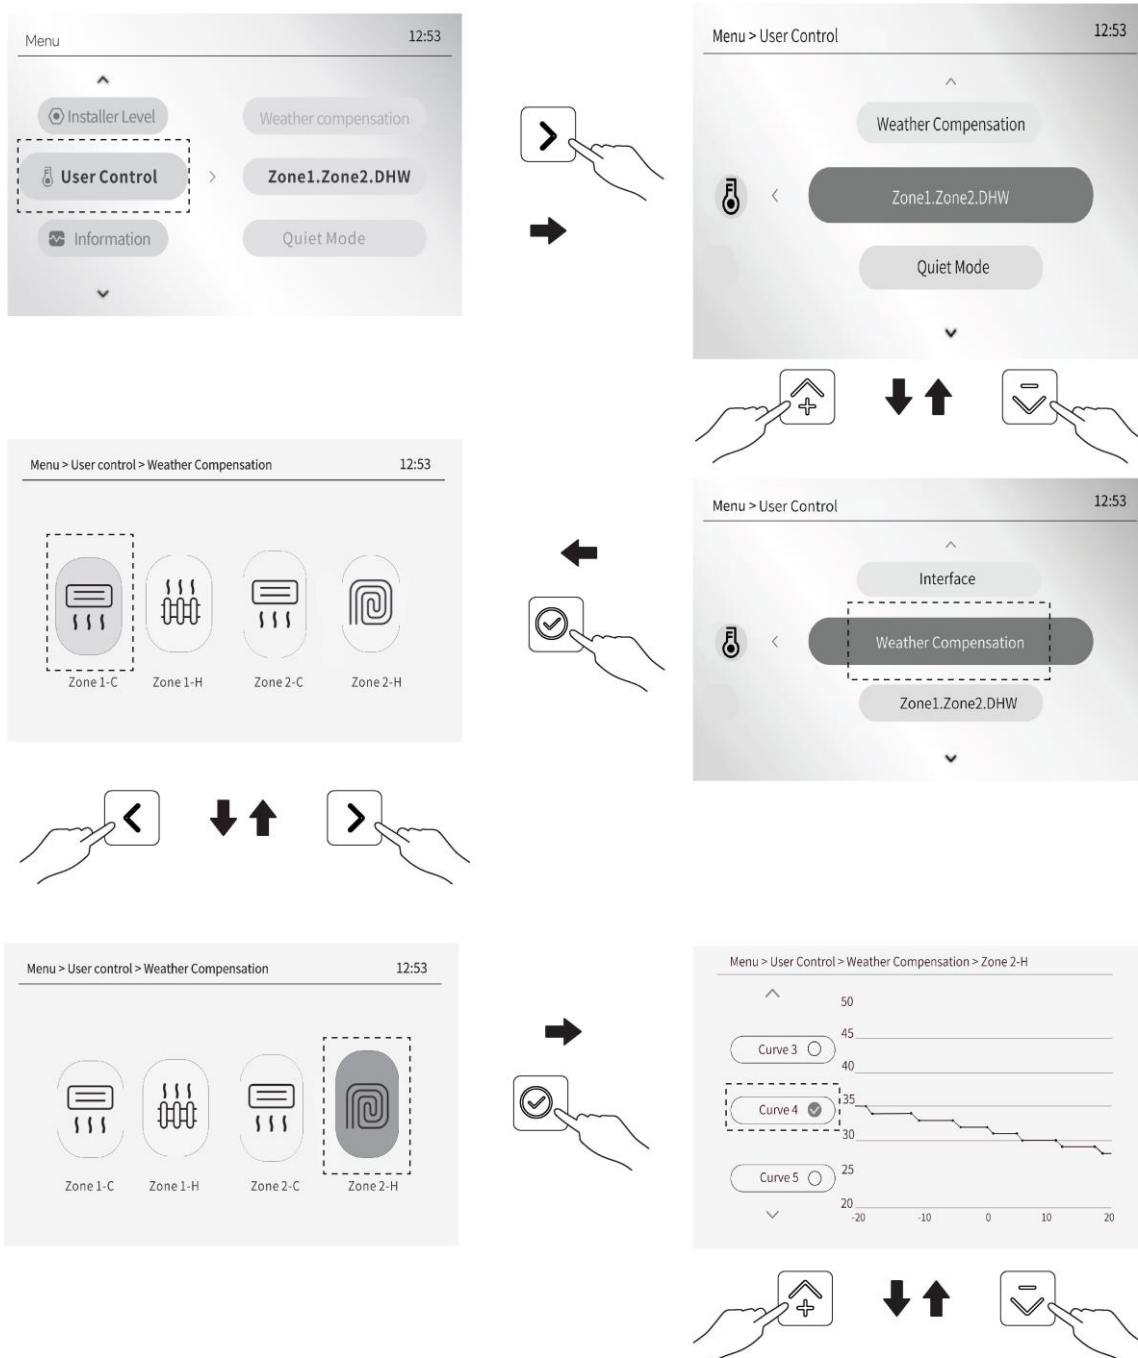 Menu 12:53
Installer Level Weather compensation
User Control > Zone1.Zone2.DHW
Information Quiet Mode
Menu > User Control 12:53
Weather Compensation
Zone1.Zone2.DHW
Quiet Mode
Menu > User Control 12:53
Interface
Weather Compensation
Zone1.Zone2.DHW
Menu > User control > Weather Compensation 12:53
Zone 1-C Zone 1-H Zone 2-C Zone 2-H
Menu > User control > Weather Compensation 12:53
Zone 1-C Zone 1-H Zone 2-C Zone 2-H
Menu > User Control > Weather Compensation > Zone 2-H
50
45
Curve 3
40
35
Curve 4
30
25
Curve 5
20
-20 -10 0 10 20